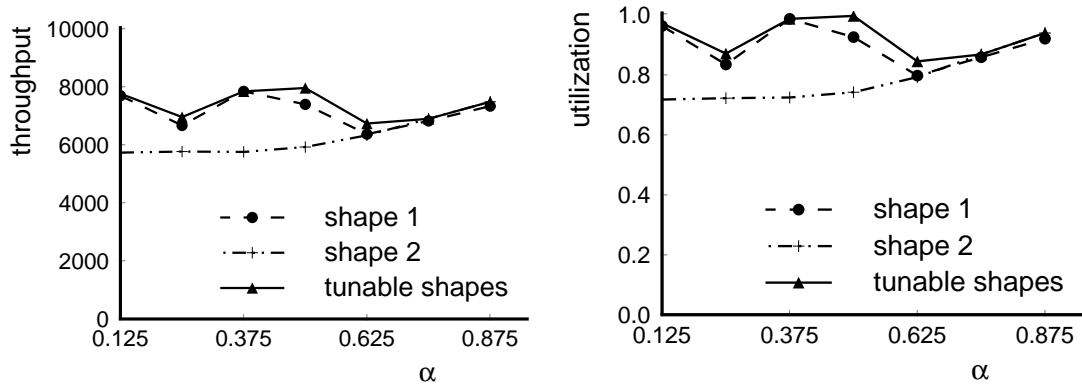 throughput
10000
8000
6000
4000
2000
0
shape 1
shape 2
tunable shapes
0.125 0.375 0.625 0.875
α
utilization
1.0
0.8
0.6
0.4
0.2
0.0
shape 1
shape 2
tunable shapes
0.125 0.375 0.625 0.875
α